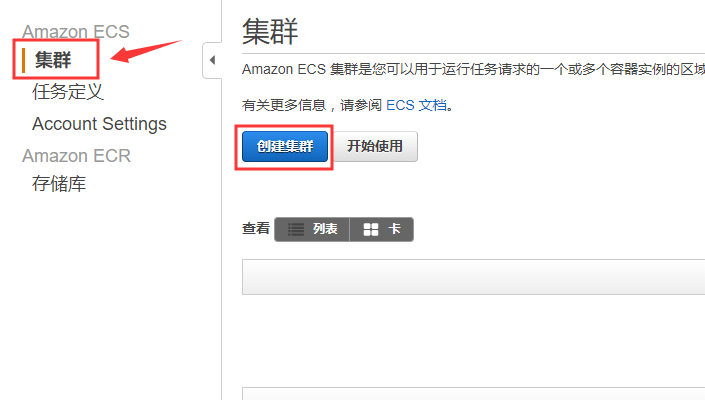 Amazon ECS
集群
任务定义
Account Settings
Amazon ECR
存储库
集群
Amazon ECS 集群是您可以用于运行任务请求的一个或多个容器实例的区域
有关更多信息，请参阅 ECS 文档。
创建集群 开始使用
查看 列表 卡